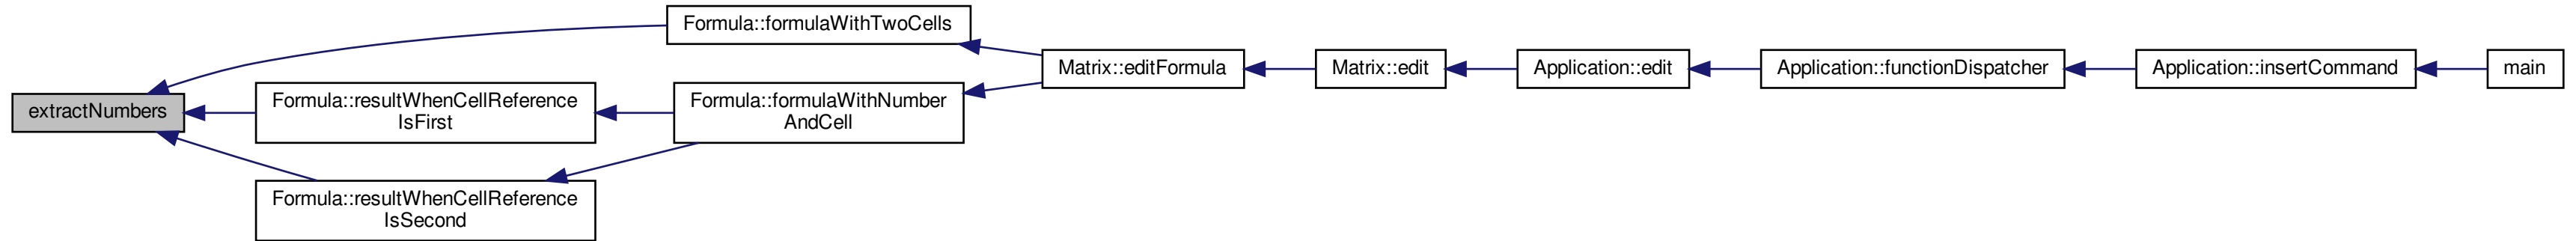 extractNumbers
Formula::formulaWithTwoCells
Formula::resultWhenCellReference
IsFirst
Formula::resultWhenCellReference
IsSecond
Formula::formulaWithNumber
AndCell
Matrix::editFormula
Matrix::edit
Application::edit
Application::functionDispatcher
Application::insertCommand
main